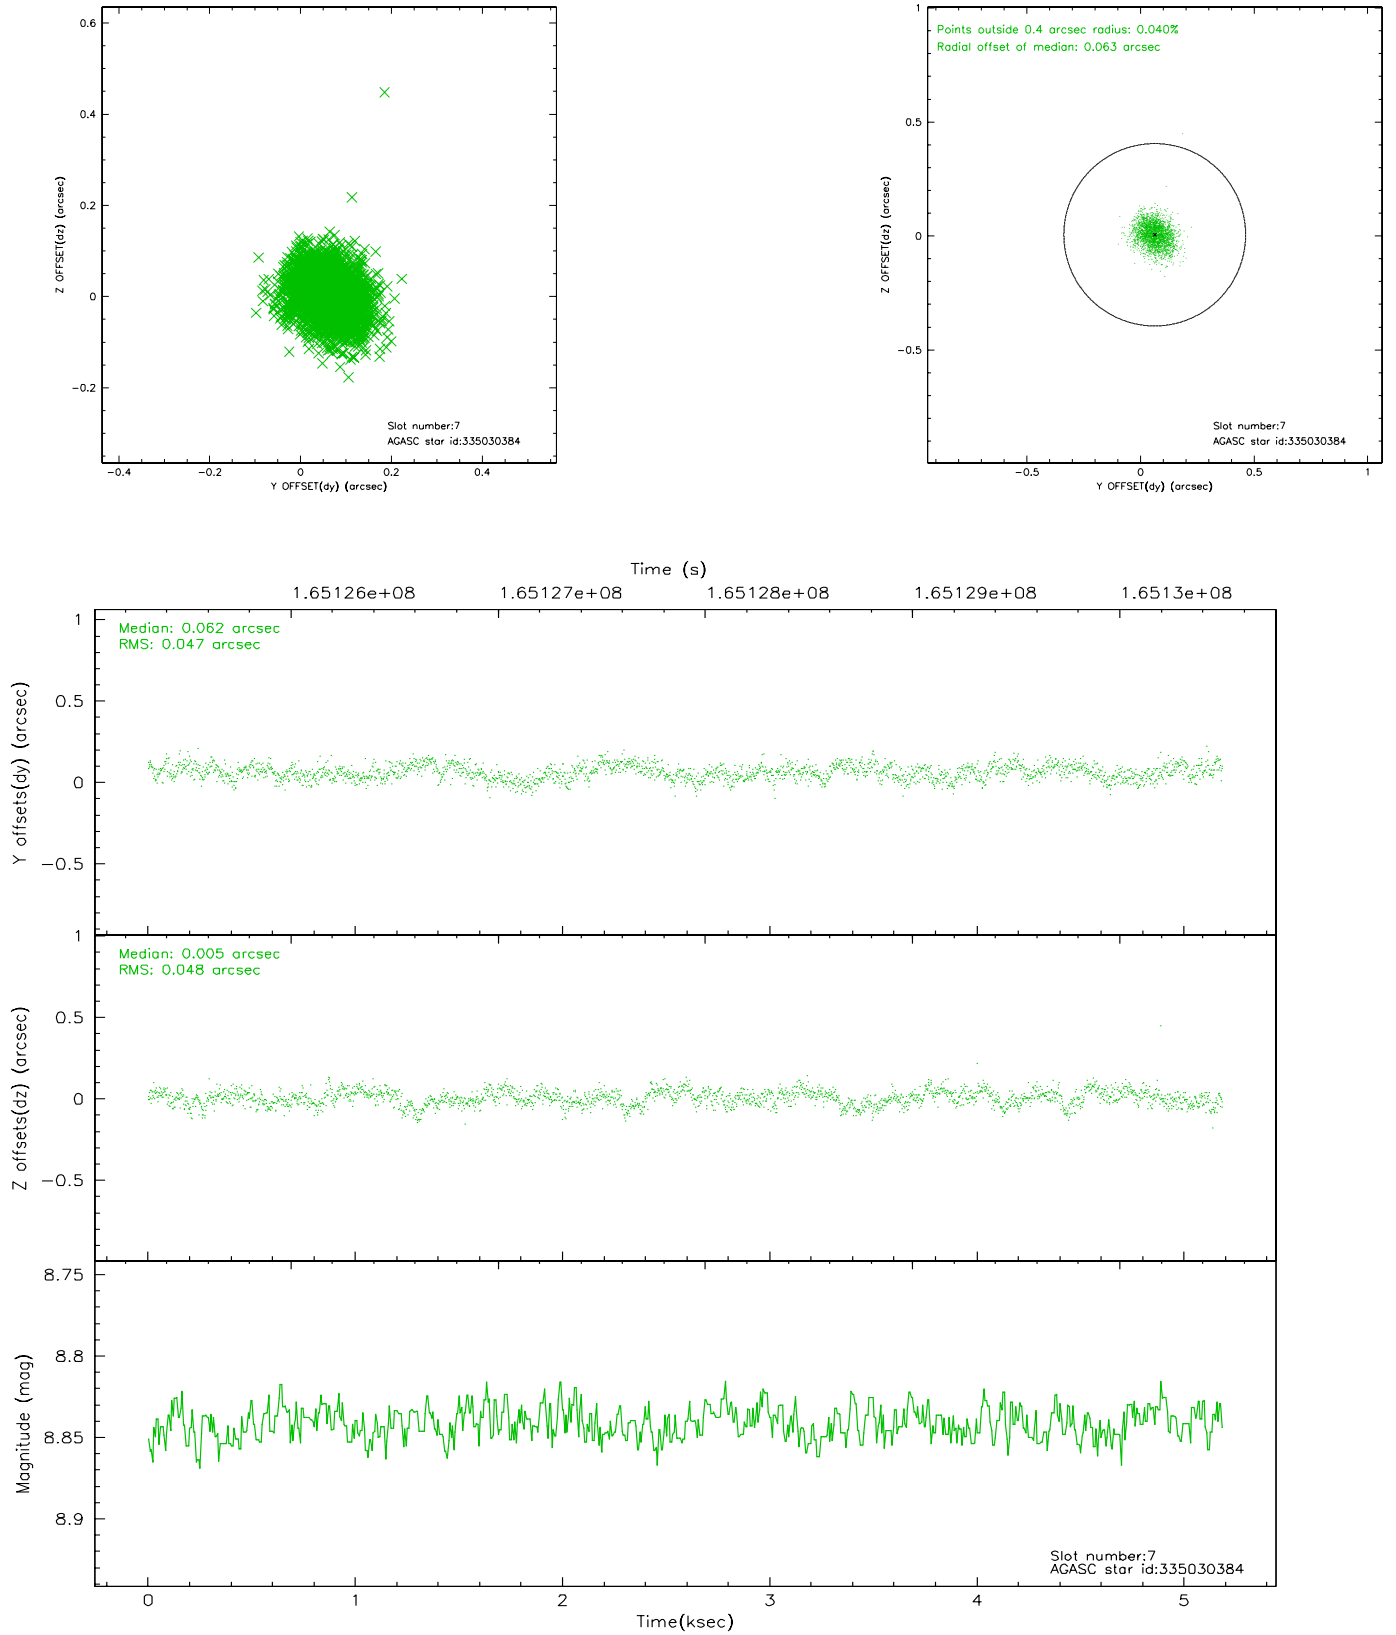 0.6
0.4
0.2
0
−0.2
Z OFFSET(dz) (arcsec)
Slot number:7
AGASC star id:335030384
−0.4 −0.2 0 0.2 0.4
Y OFFSET(dy) (arcsec)
1
0.5
0
−0.5
Z OFFSET(dz) (arcsec)
Points outside 0.4 arcsec radius: 0.040%
Radial offset of median: 0.063 arcsec
Slot number:7
AGASC star id:335030384
−0.5 0 0.5 1
Y OFFSET(dy) (arcsec)
Time (s)
1.65126e+08 1.65127e+08 1.65128e+08 1.65129e+08 1.6513e+08
1
0.5
0
−0.5
Y offsets(dy) (arcsec)
Median: 0.062 arcsec
RMS: 0.047 arcsec
1
0.5
0
−0.5
Z offsets(dz) (arcsec)
Median: 0.005 arcsec
RMS: 0.048 arcsec
8.75
8.8
8.85
8.9
Magnitude (mag)
Slot number:7
AGASC star id:335030384
0 1 2 3 4 5
Time(ksec)